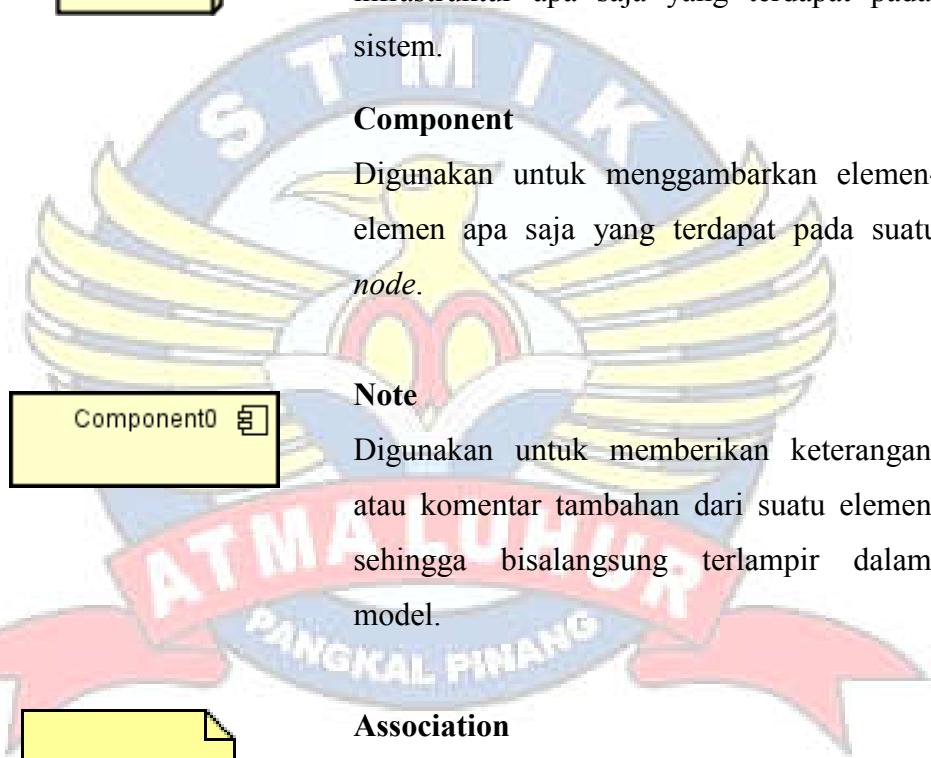 infrastruktur apa saja yang terdapat pada
sistem.
Component
Digunakan untuk menggambarkan elemen-
elemen apa saja yang terdapat pada suatu
node.
Component0
Note
Digunakan untuk memberikan keterangan
atau komentar tambahan dari suatu elemen
sehingga bisalangsung terlampir dalam
model.
Association
STMIK
ATMA LUHUR
PANGKAL PINANG